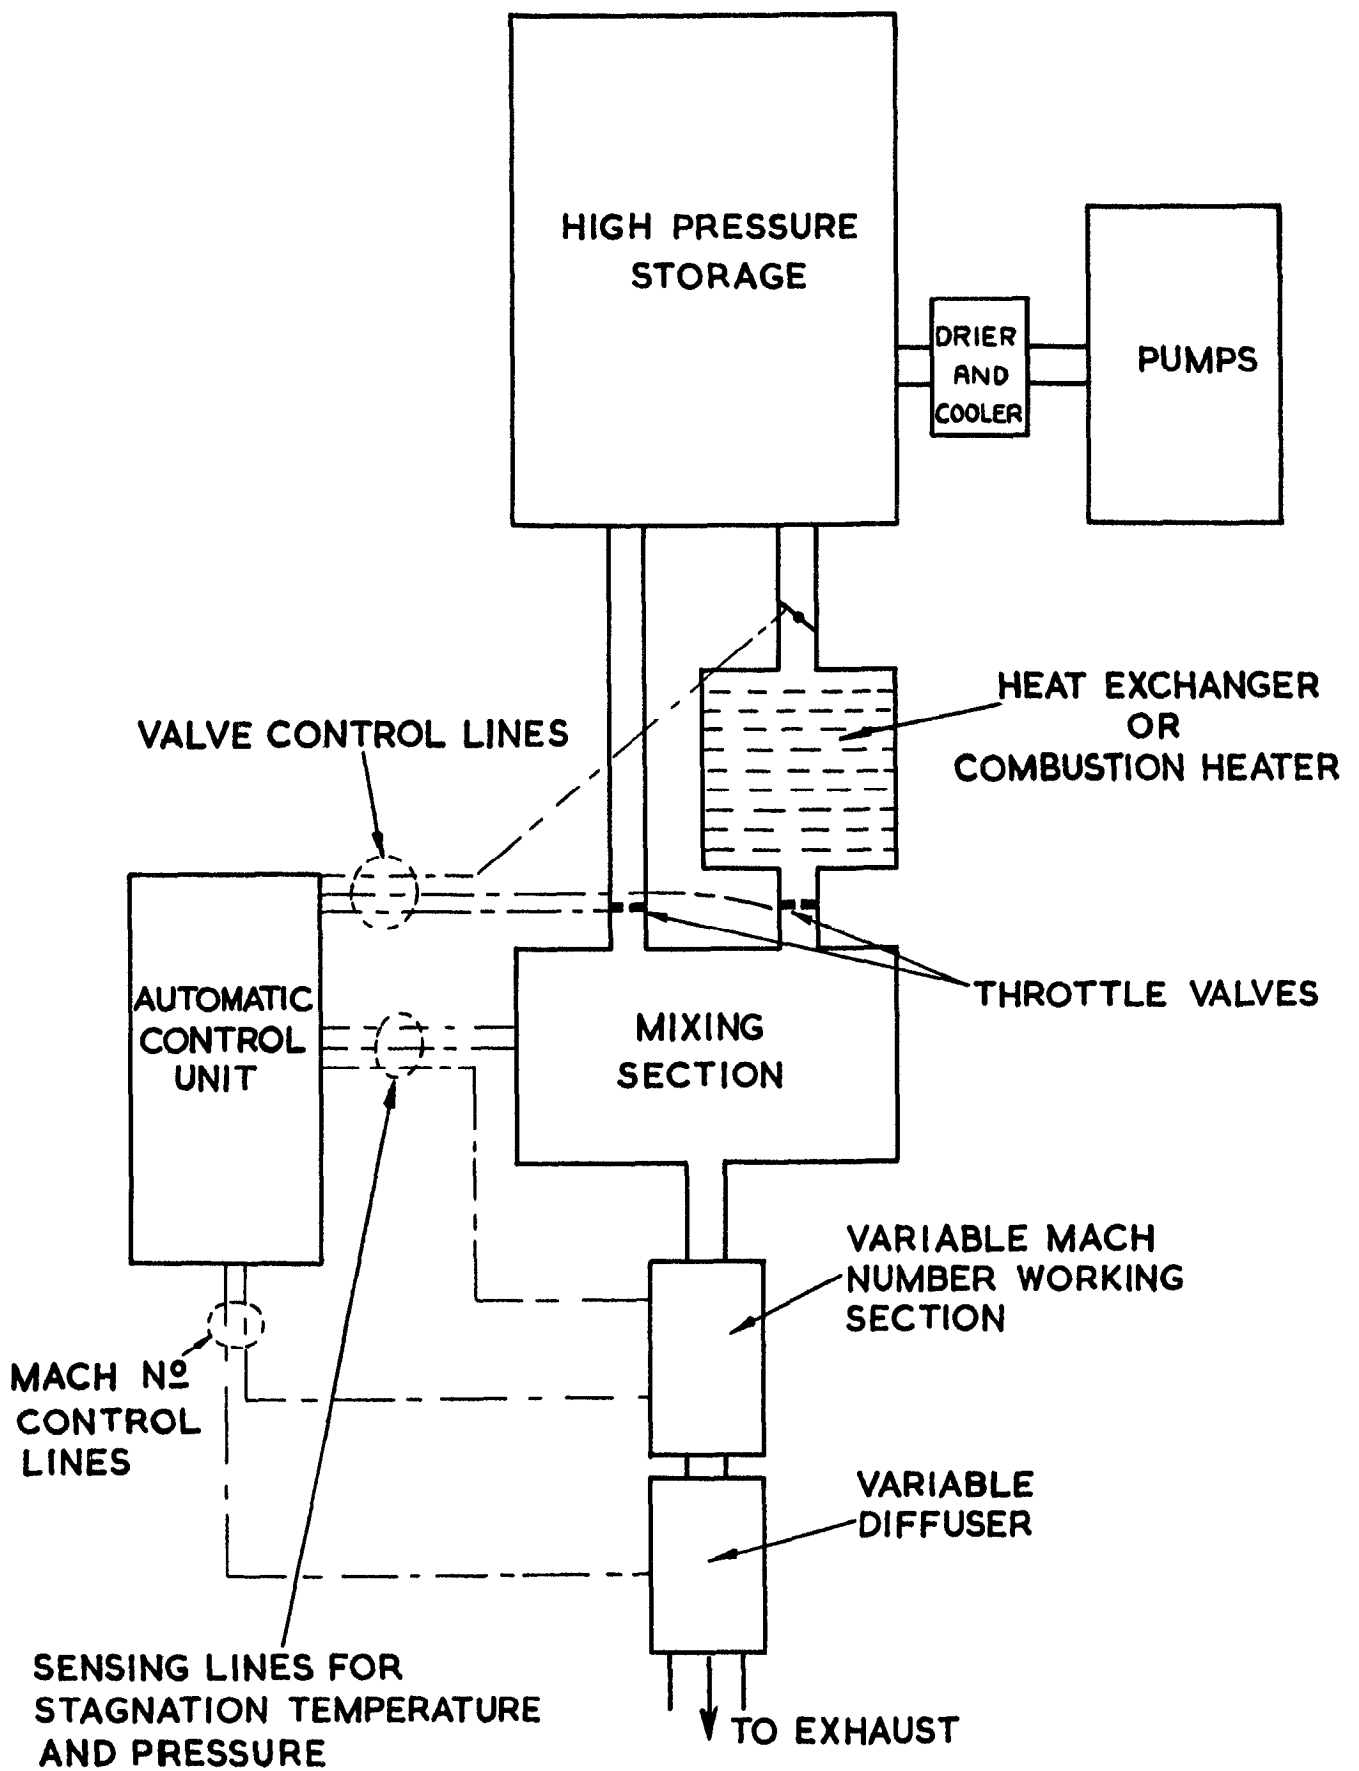 HIGH PRESSURE
STORAGE
DRIER
AND
COOLER
PUMPS
HEAT EXCHANGER
OR
COMBUSTION HEATER
VALVE CONTROL LINES
AUTOMATIC
CONTROL
UNIT
THROTTLE VALVES
MIXING
SECTION
VARIABLE MACH
NUMBER WORKING
SECTION
MACH Nº
CONTROL
LINES
VARIABLE
DIFFUSER
SENSING LINES FOR
STAGNATION TEMPERATURE
AND PRESSURE
TO EXHAUST